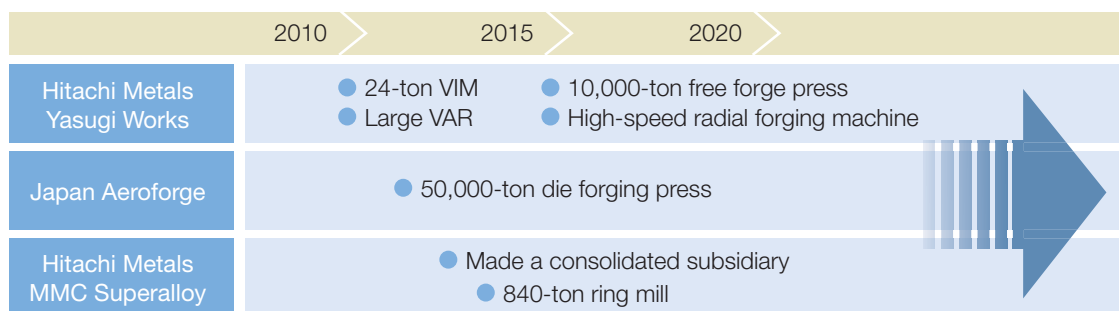 2010 2015 2020
Hitachi Metals
Yasugi Works
24-ton VIM
Large VAR
10,000-ton free forge press
High-speed radial forging machine
Japan Aeroforge
50,000-ton die forging press
Hitachi Metals
MMC Superalloy
Made a consolidated subsidiary
840-ton ring mill